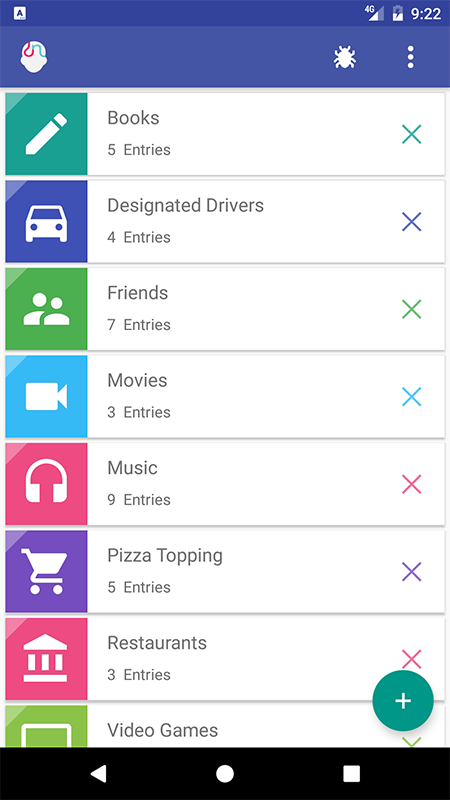 A
4G
9:22
Books
5 Entries
Designated Drivers
4 Entries
Friends
7 Entries
Movies
3 Entries
Music
9 Entries
Pizza Topping
5 Entries
Restaurants
3 Entries
Video Games